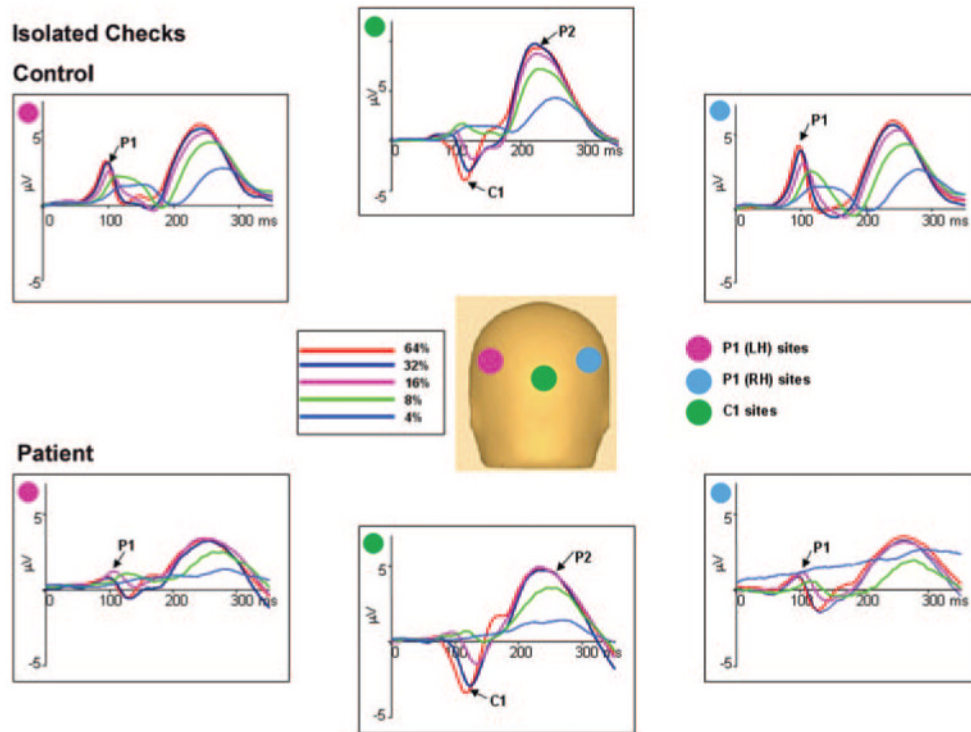 Isolated Checks
Control
5
μV
P1
0
100
200
300 ms
-5
5
μV
P2
C1
0
100
200
300 ms
-5
5
μV
P1
0
100
200
300 ms
-5
64%
32%
16%
8%
4%
P1 (LH) sites
P1 (RH) sites
C1 sites
Patient
5
μV
P1
0
100
200
300 ms
-5
5
μV
P2
C1
0
100
200
300 ms
-5
5
μV
P1
0
100
200
300 ms
-5